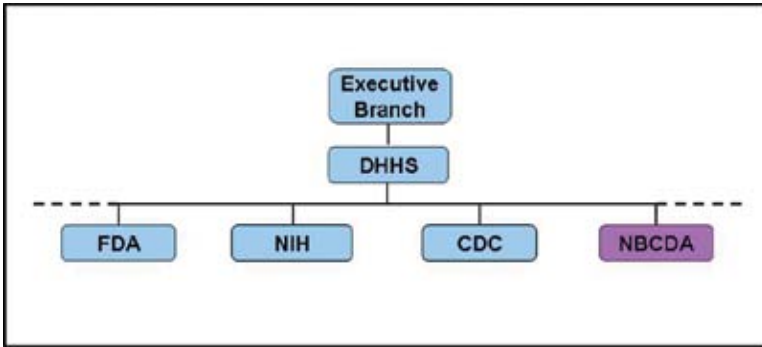 Executive
Branch
DHHS
FDA
NIH
CDC
NBCDA